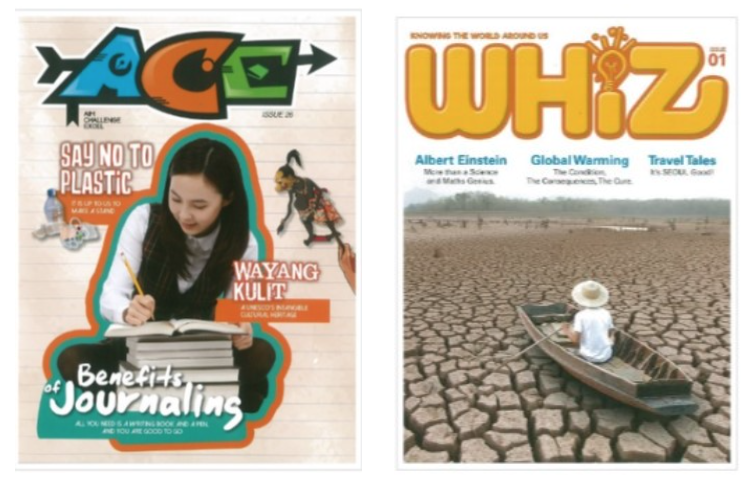 ACE
AIM
CHALLENGE
EXCEL
ISSUE 26
SAY NO TO
PLASTIC
IT IS UP TO US TO
MAKE A STAND
WAYANG
KULIT
A UNESCO'S INTANGIBLE
CULTURAL HERITAGE
Benefits
of Journaling
ALL YOU NEED IS A WRITING BOOK AND A PEN,
AND YOU ARE GOOD TO GO
KNOWING THE WORLD AROUND US
WHiZ
ISSUE
01
Albert Einstein
More than a Science
and Maths Genius.
Global Warming
The Condition,
The Consequences, The Cure.
Travel Tales
It's SEOUL Good!